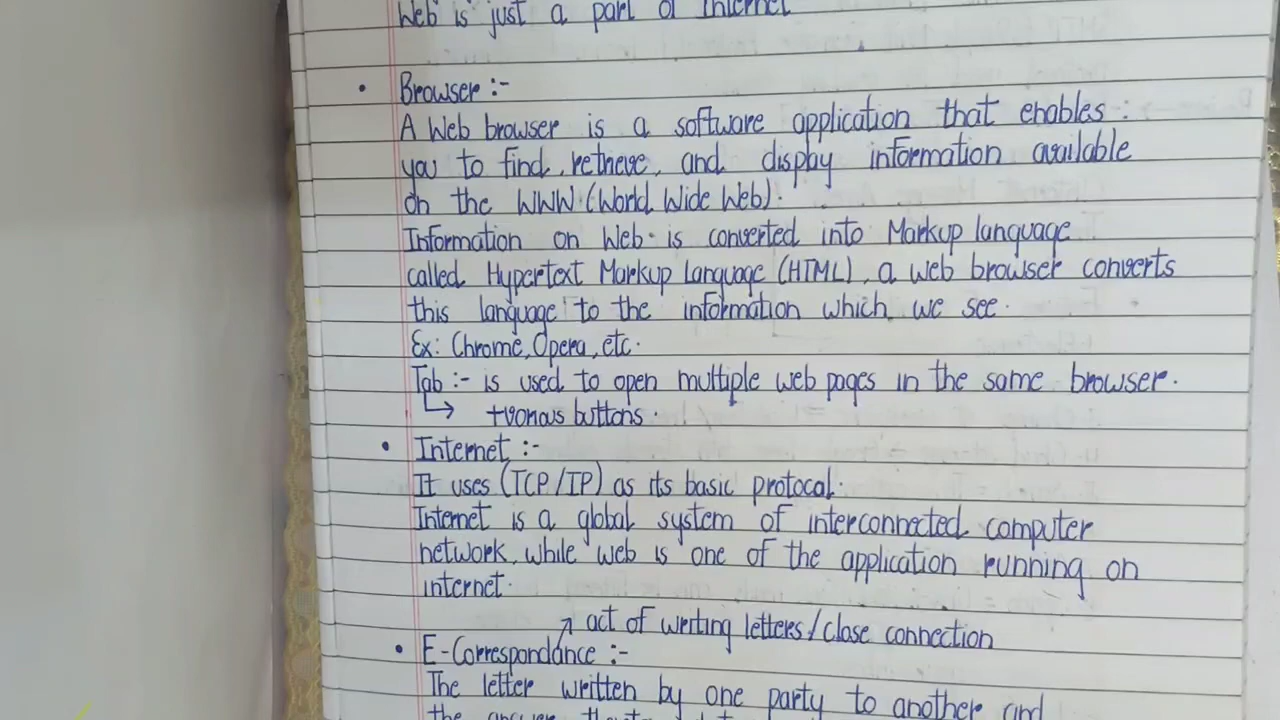 Web is just a part of Internet
• Browser :-
A Web browser is a software application that enables
you to find, retrieve, and display information available
on the WWW (World Wide Web).
Information on Web is converted into Markup language
called Hypertext Markup Language (HTML), a web browser converts
this language to the information which we see.
Ex: Chrome, Opera, etc.
Tab :- is used to open multiple web pages in the same browser.
↳ +various buttons.
• Internet :-
It uses (TCP/IP) as its basic protocal.
Internet is a global system of interconnected computer
network, while web is one of the application running on
internet.
↗ act of writing letters/close connection
• E-Correspondance :-
The letter written by one party to another and
the answer